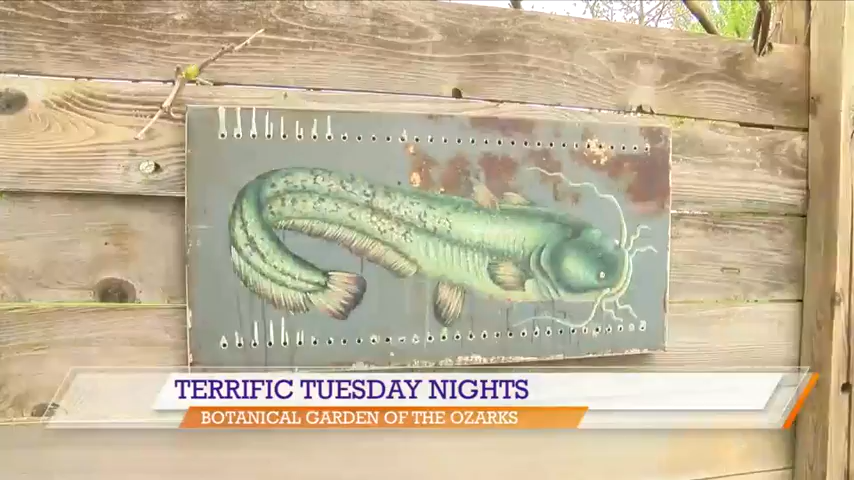 TERRIFIC TUESDAY NIGHTS
BOTANICAL GARDEN OF THE OZARKS